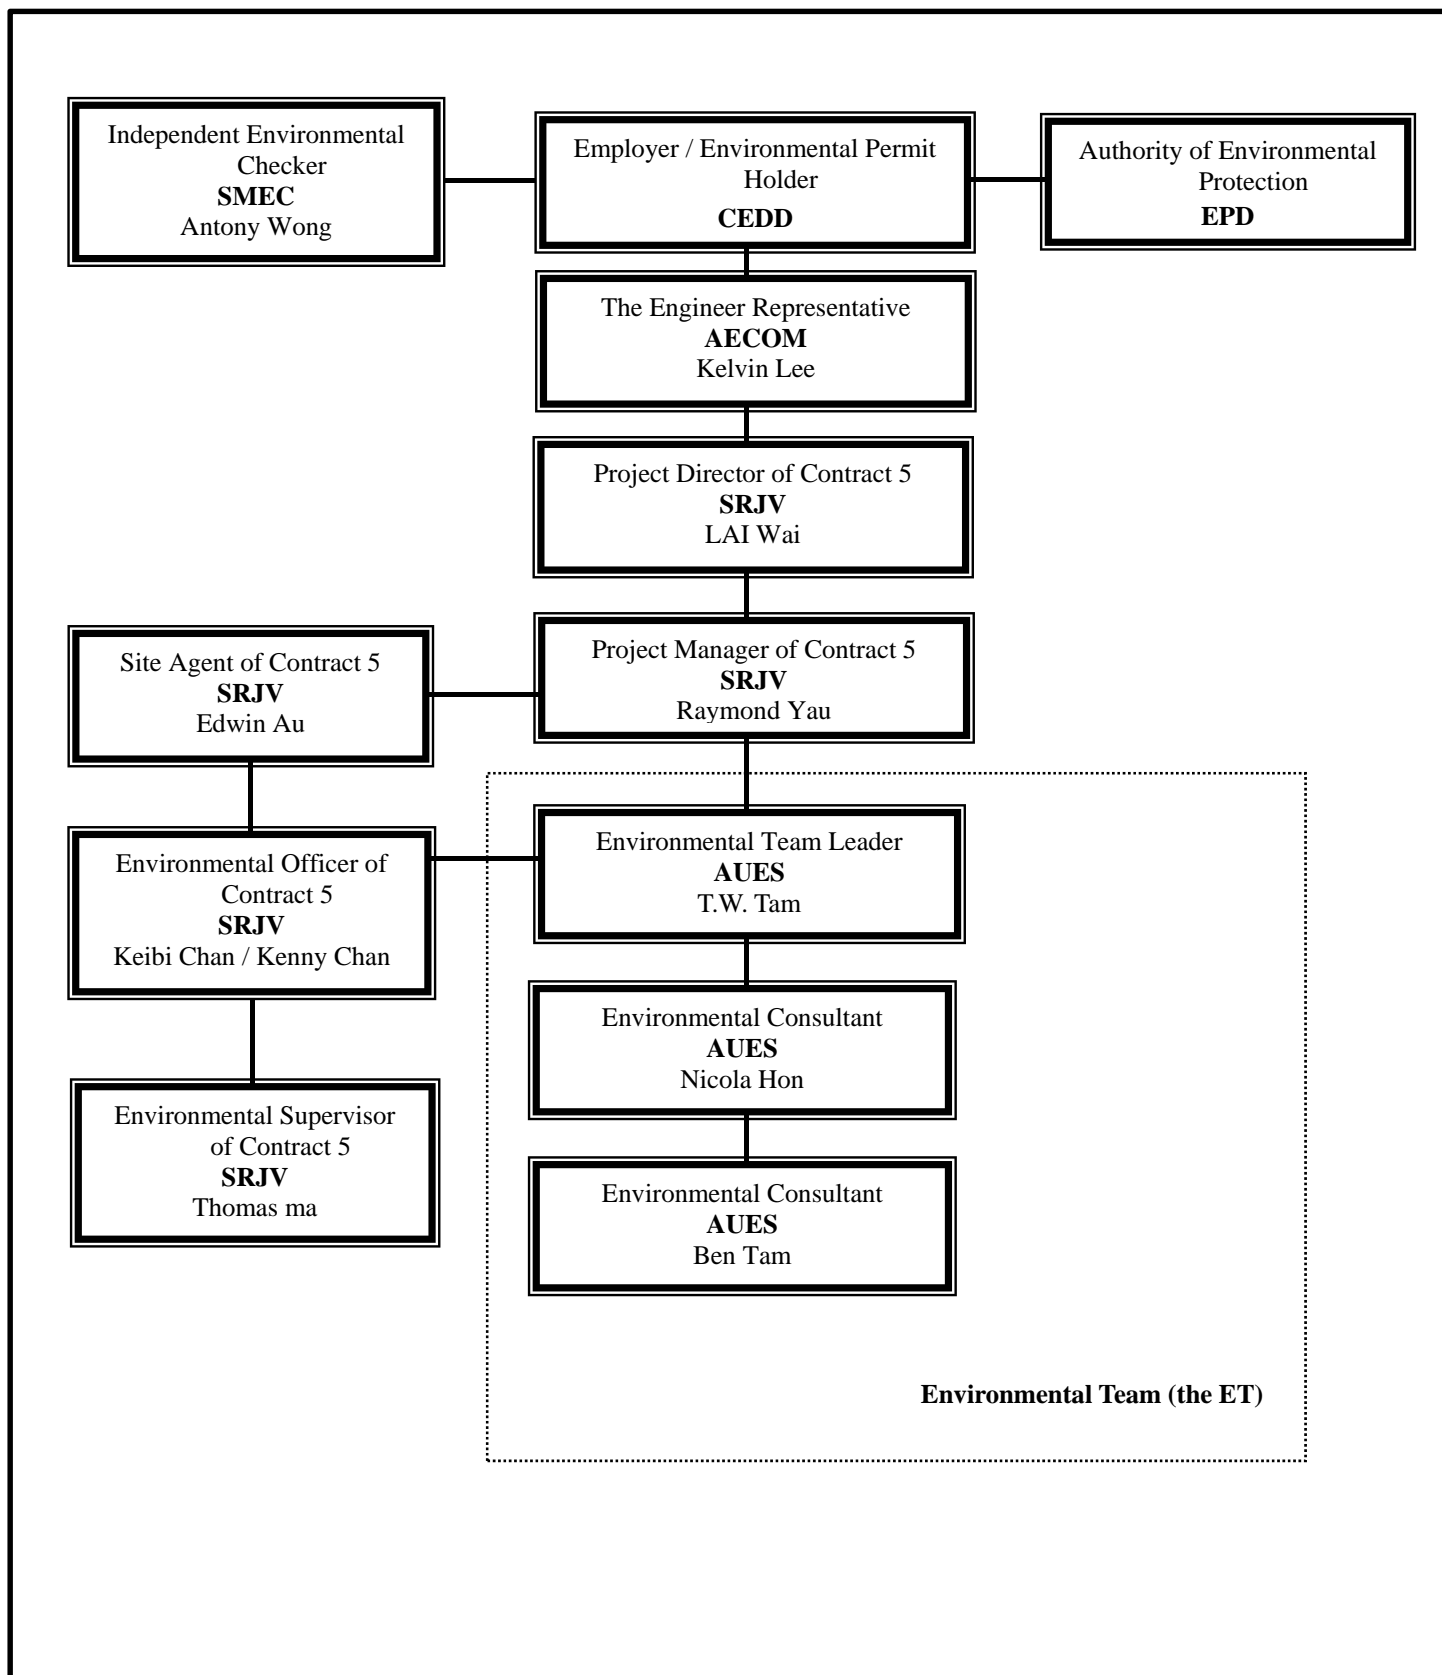 Independent Environmental
Checker
SMEC
Antony Wong
Employer / Environmental Permit
Holder
CEDD
Authority of Environmental
Protection
EPD
The Engineer Representative
AECOM
Kelvin Lee
Project Director of Contract 5
SRJV
LAI Wai
Site Agent of Contract 5
SRJV
Edwin Au
Project Manager of Contract 5
SRJV
Raymond Yau
Environmental Officer of
Contract 5
SRJV
Keibi Chan / Kenny Chan
Environmental Team Leader
AUES
T.W. Tam
Environmental Consultant
AUES
Nicola Hon
Environmental Supervisor
of Contract 5
SRJV
Thomas ma
Environmental Consultant
AUES
Ben Tam
Environmental Team (the ET)